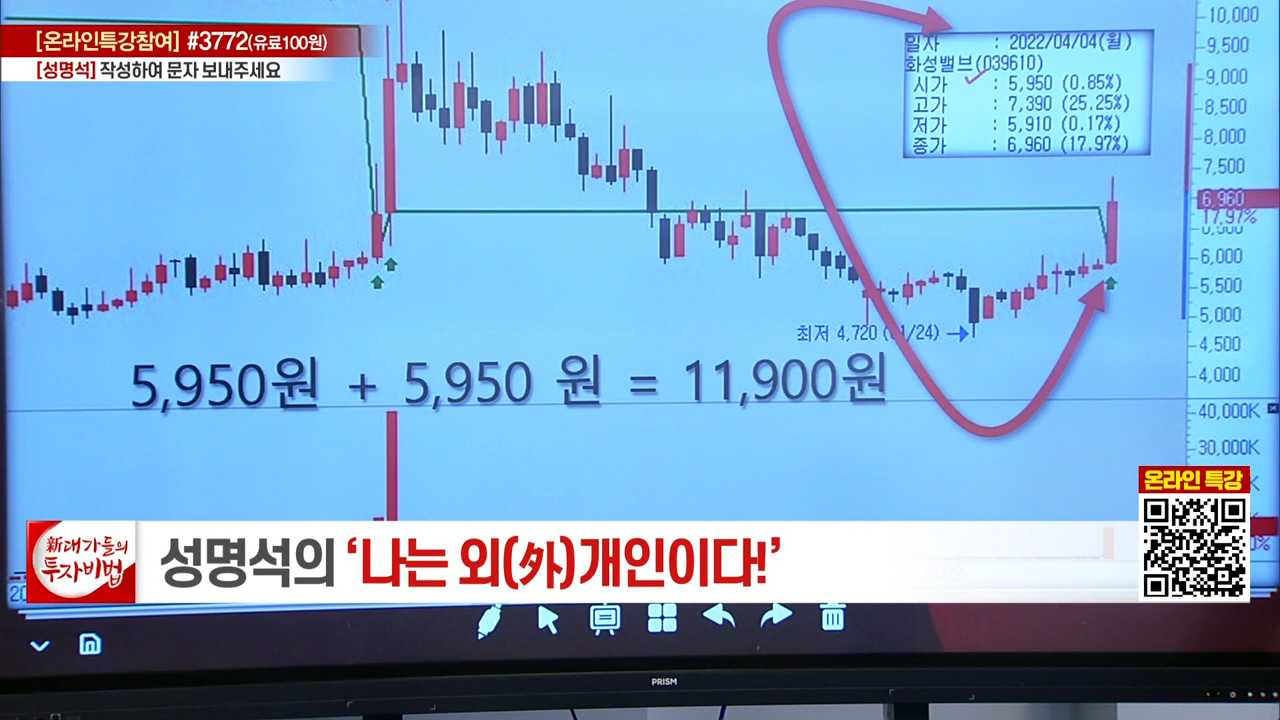 [온라인특강참여] #3772(유료100원)
[성명석] 작성하여 문자 보내주세요
일자 : 2022/04/04(월)
화성밸브(039610)
시가 : 5,950 (0.85%)
고가 : 7,390 (25.25%)
저가 : 5,910 (0.17%)
종가 : 6,960 (17.97%)
10,000
9,500
9,000
8,500
8,000
7,500
6,960
17.97%
6,000
5,500
5,000
4,500
4,000
최저 4,720 (01/24)
5,950원 + 5,950 원 = 11,900원
40,000K
30,000K
온라인 특강
新대가들의
투자비법
성명석의 ‘나는 외(外)개인이다!’
PRISM